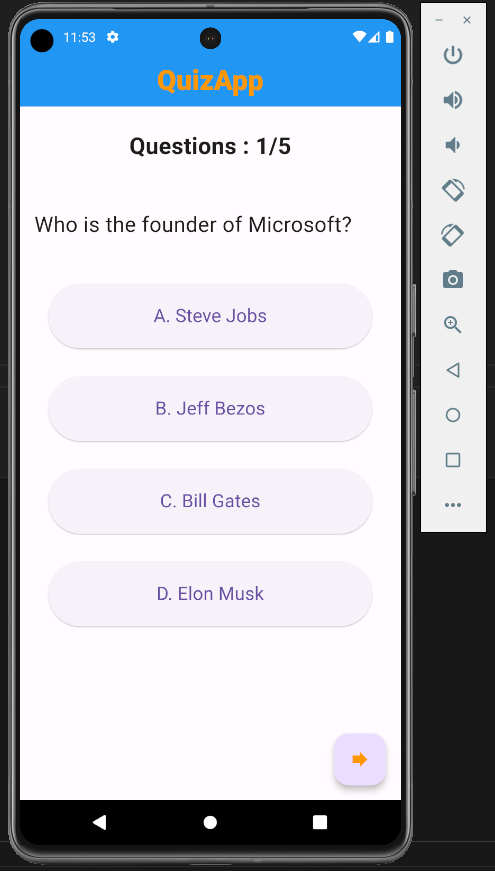 11:53
QuizApp
Questions : 1/5
Who is the founder of Microsoft?
A. Steve Jobs
B. Jeff Bezos
C. Bill Gates
D. Elon Musk